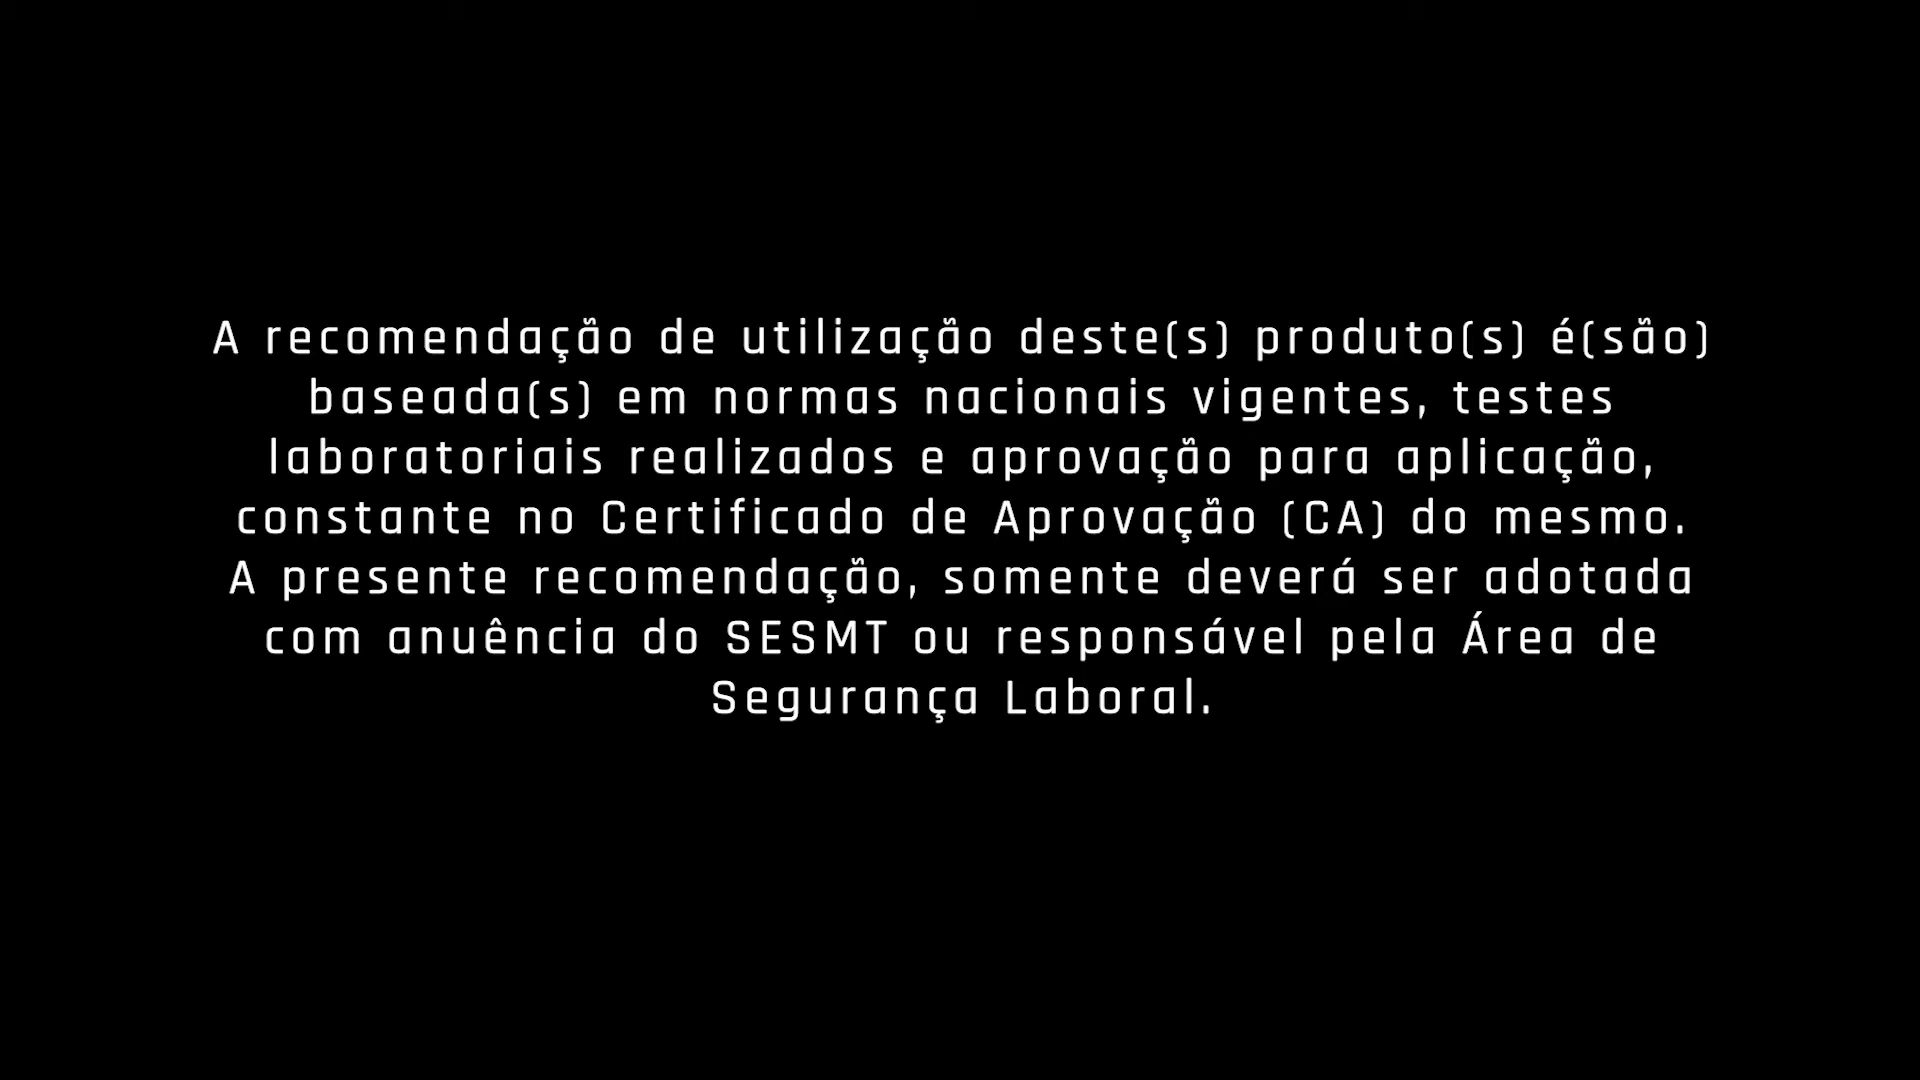 A recomendação de utilização deste(s) produto(s) é(são)
baseada(s) em normas nacionais vigentes, testes
laboratoriais realizados e aprovação para aplicação,
constante no Certificado de Aprovação (CA) do mesmo.
A presente recomendação, somente deverá ser adotada
com anuência do SESMT ou responsável pela Área de
Segurança Laboral.